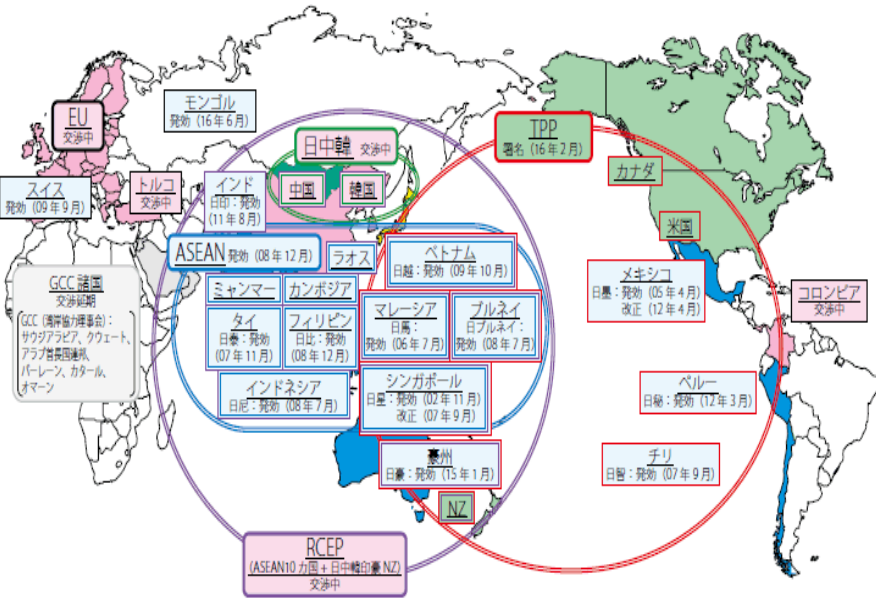 モンゴル
発効（16年6月）
EU
交渉中
スイス
発効（09年9月）
トルコ
交渉中
インド
日印：発効
（11年8月）
日中韓 交渉中
中国
韓国
TPP
署名（16年2月）
カナダ
米国
メキシコ
日墨：発効（05年4月）
改正（12年4月）
コロンビア
交渉中
ペルー
日秘：発効（12年3月）
チリ
日智：発効（07年9月）
GCC諸国
交渉延期
GCC（湾岸協力理事会）：
サウジアラビア、クウェート、
アラブ首長国連邦、
バーレーン、カタール、
オマーン
ASEAN 発効（08年12月）
ラオス
ミャンマー
カンボジア
タイ
日泰：発効
（07年11月）
フィリピン
日比：発効
（08年12月）
インドネシア
日尼：発効（08年7月）
ベトナム
日越：発効（09年10月）
マレーシア
日馬：
発効（06年7月）
ブルネイ
日ブルネイ：
発効（08年7月）
シンガポール
日星：発効（02年11月）
改正（07年9月）
豪州
日豪：発効（15年1月）
NZ
RCEP
（ASEAN10カ国＋日中韓印豪NZ）
交渉中